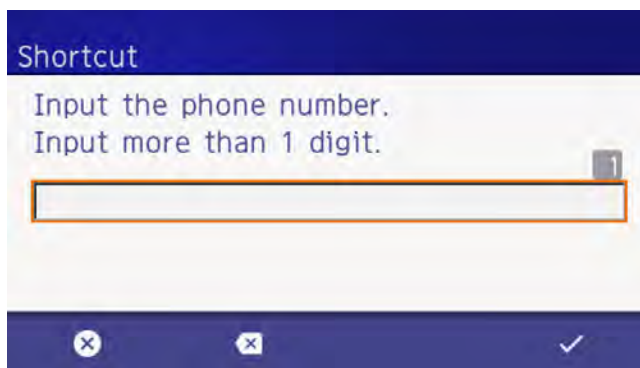 Shortcut
Input the phone number.
Input more than 1 digit.
1